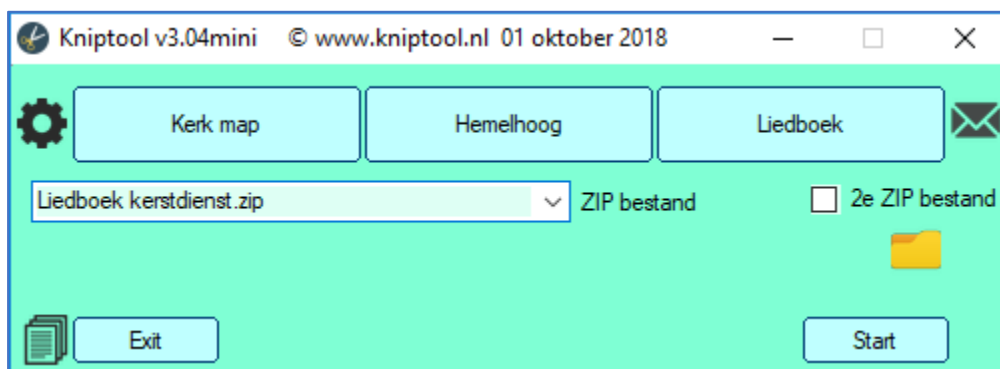 Kniptool v3.04mini © www.kniptool.nl 01 oktober 2018
Kerk map Hemelhoog Liedboek
Liedboek kerstdienst.zip ZIP bestand 2e ZIP bestand
Exit Start